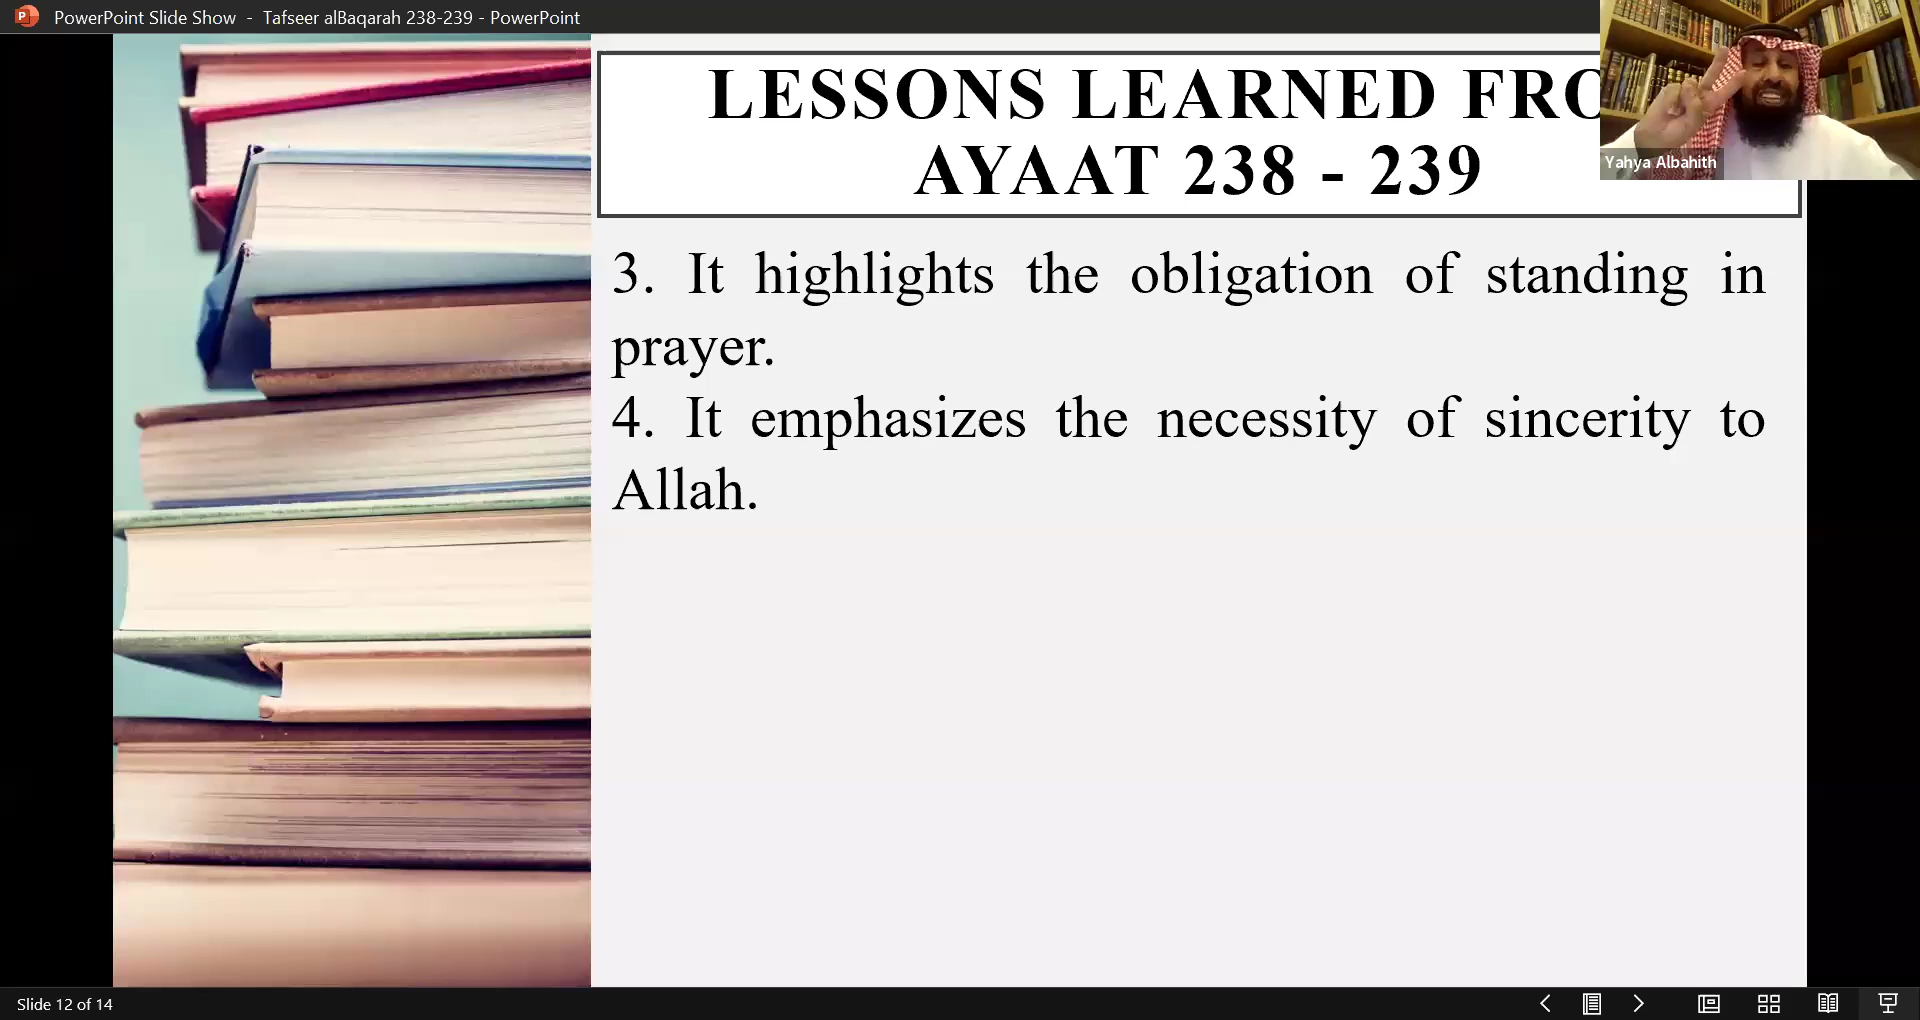 PowerPoint Slide Show - Tafseer alBaqarah 238-239 - PowerPoint
LESSONS LEARNED FRO
AYAAT 238 - 239
Yahya Albahith
3. It highlights the obligation of standing in
prayer.
4. It emphasizes the necessity of sincerity to
Allah.
Slide 12 of 14